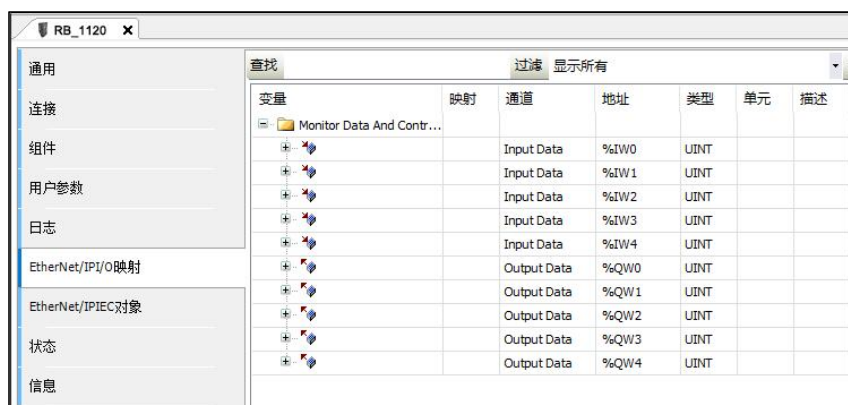 RB_1120
通用
连接
组件
用户参数
日志
EtherNet/IPI/O映射
EtherNet/IPIEC对象
状态
信息
查找 过滤 显示所有
变量 映射 通道 地址 类型 单元 描述
Monitor Data And Contr...
Input Data %IW0 UINT
Input Data %IW1 UINT
Input Data %IW2 UINT
Input Data %IW3 UINT
Input Data %IW4 UINT
Output Data %QW0 UINT
Output Data %QW1 UINT
Output Data %QW2 UINT
Output Data %QW3 UINT
Output Data %QW4 UINT